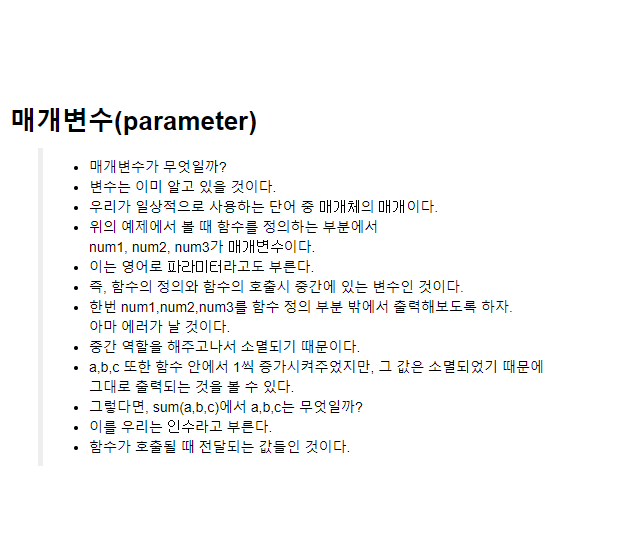 매개변수(parameter)
매개변수가 무엇일까?
변수는 이미 알고 있을 것이다.
우리가 일상적으로 사용하는 단어 중 매개체의 매개이다.
위의 예제에서 볼 때 함수를 정의하는 부분에서
num1, num2, num3가 매개변수이다.
이는 영어로 파라미터라고도 부른다.
즉, 함수의 정의와 함수의 호출시 중간에 있는 변수인 것이다.
한번 num1,num2,num3를 함수 정의 부분 밖에서 출력해보도록 하자.
아마 에러가 날 것이다.
중간 역할을 해주고나서 소멸되기 때문이다.
a,b,c 또한 함수 안에서 1씩 증가시켜주었지만, 그 값은 소멸되었기 때문에
그대로 출력되는 것을 볼 수 있다.
그렇다면, sum(a,b,c)에서 a,b,c는 무엇일까?
이를 우리는 인수라고 부른다.
함수가 호출될 때 전달되는 값들인 것이다.